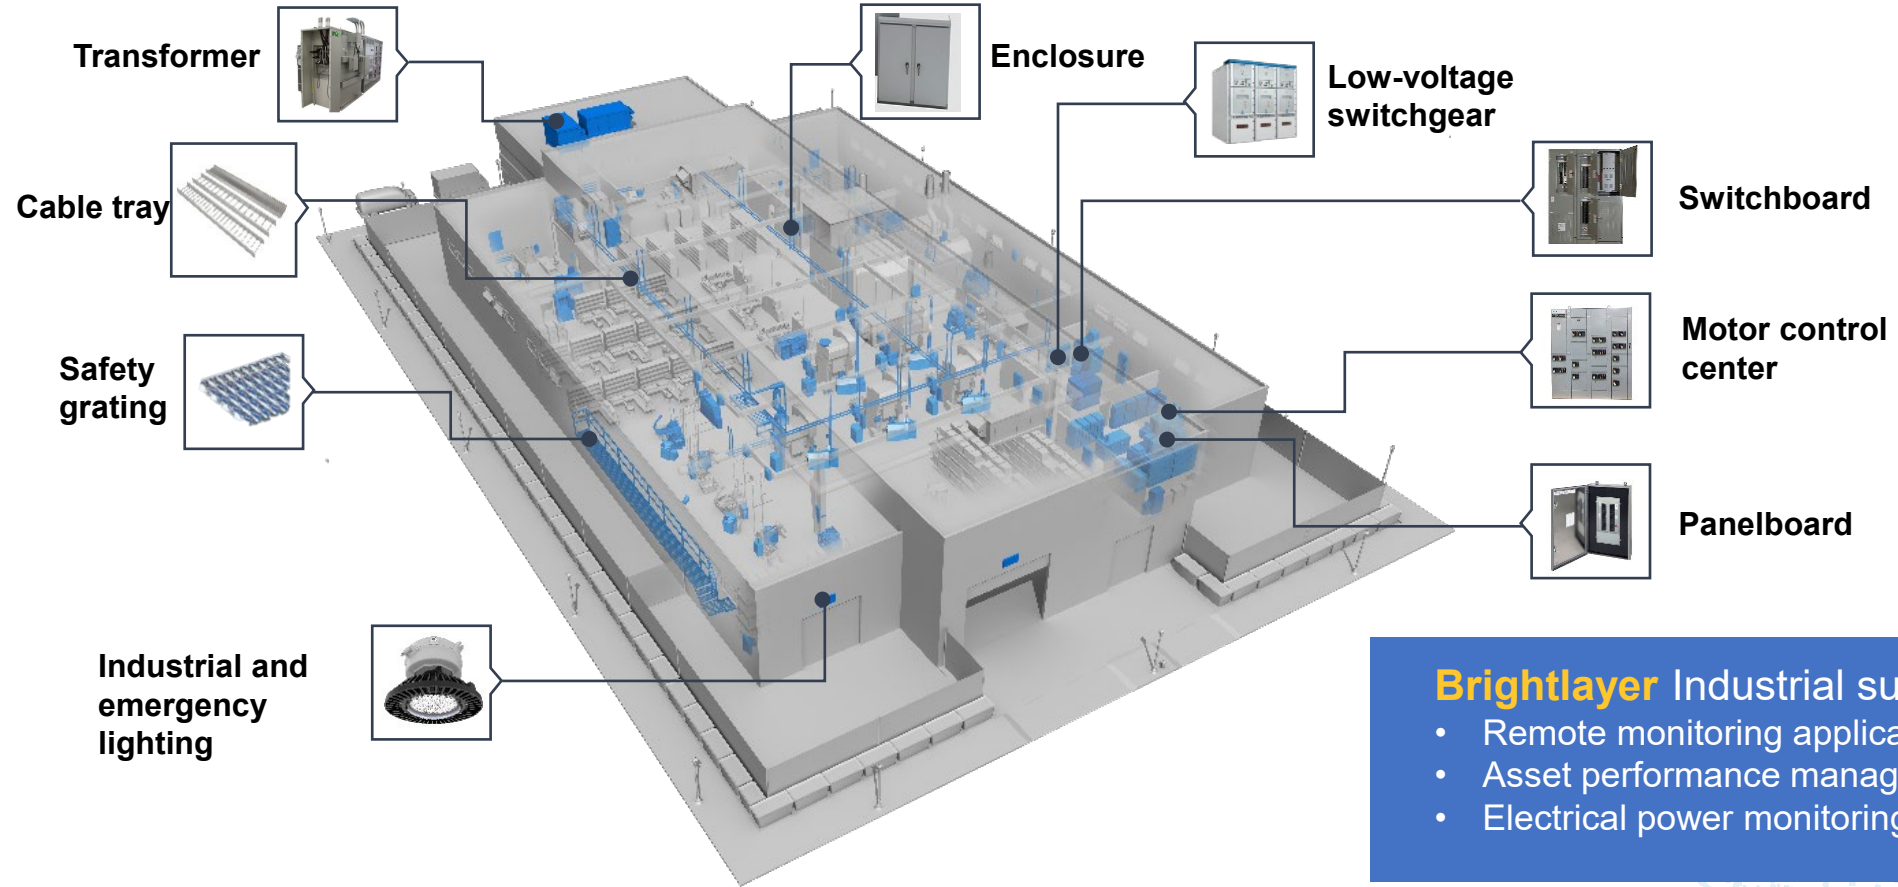 Transformer
Enclosure
Low-voltage
switchgear
Cable tray
Switchboard
Safety
grating
Motor control
center
Panelboard
Industrial and
emergency
lighting
Brightlayer Industrial su
• Remote monitoring applica
• Asset performance manag
• Electrical power monitoring